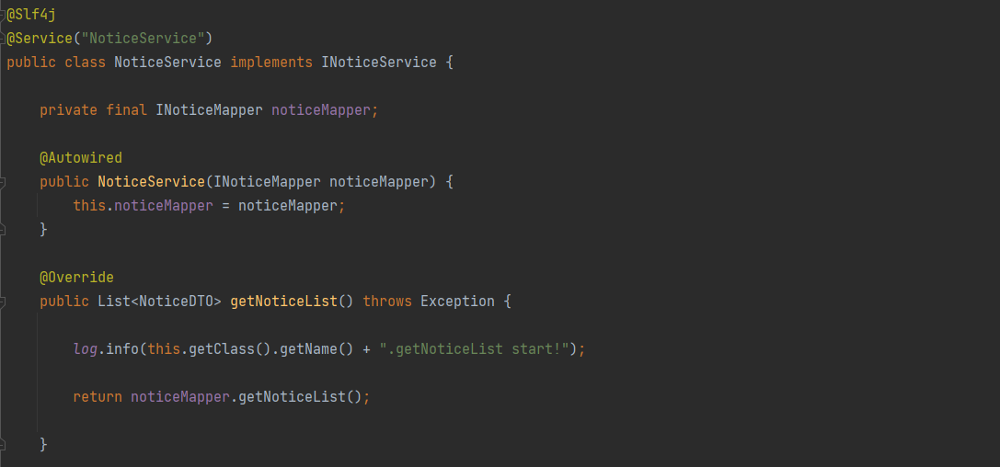 @Slf4j
@Service("NoticeService")
public class NoticeService implements INoticeService {
private final INoticeMapper noticeMapper;
@Autowired
public NoticeService(INoticeMapper noticeMapper) {
this.noticeMapper = noticeMapper;
}
@Override
public List<NoticeDTO> getNoticeList() throws Exception {
log.info(this.getClass().getName() + ".getNoticeList start!");
return noticeMapper.getNoticeList();
}